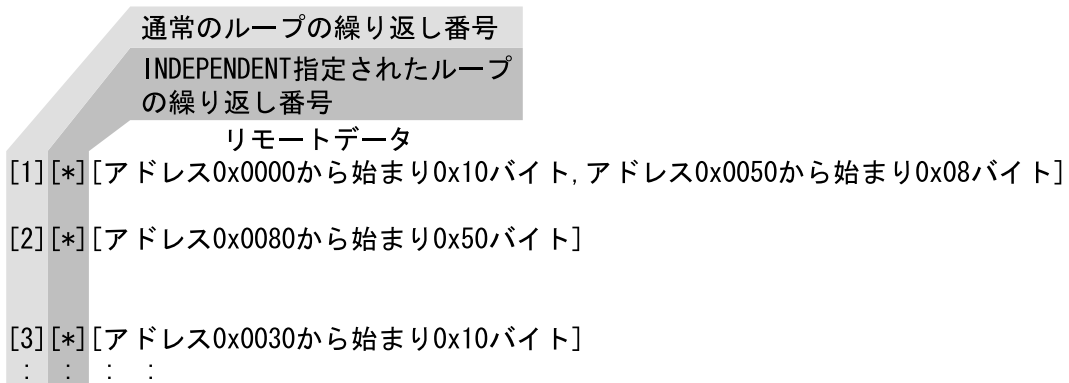 通常のループの繰り返し番号
INDEPENDENT指定されたループ
の繰り返し番号
リモートデータ
[1][*][アドレス0x0000から始まり0x10バイト,アドレス0x0050から始まり0x08バイト]
[2][*][アドレス0x0080から始まり0x50バイト]
[3][*][アドレス0x0030から始まり0x10バイト]
: : : :